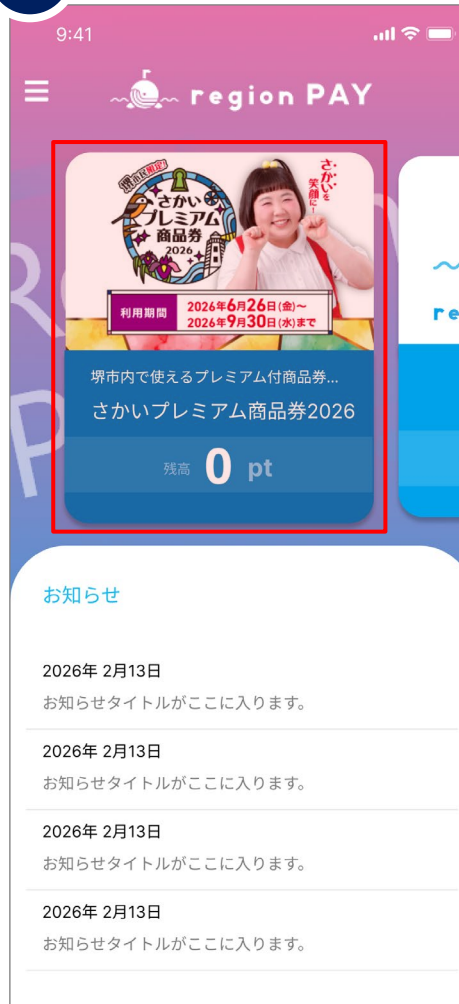 9:41
region PAY
堺市民限定!
さかい
プレミアム
商品券
2026
さかいを
笑顔に！
利用期間
2026年6月26日(金)〜
2026年9月30日(水)まで
堺市内で使えるプレミアム付商品券...
さかいプレミアム商品券2026
残高 0 pt
re
お知らせ
2026年 2月13日
お知らせタイトルがここに入ります。
2026年 2月13日
お知らせタイトルがここに入ります。
2026年 2月13日
お知らせタイトルがここに入ります。
2026年 2月13日
お知らせタイトルがここに入ります。